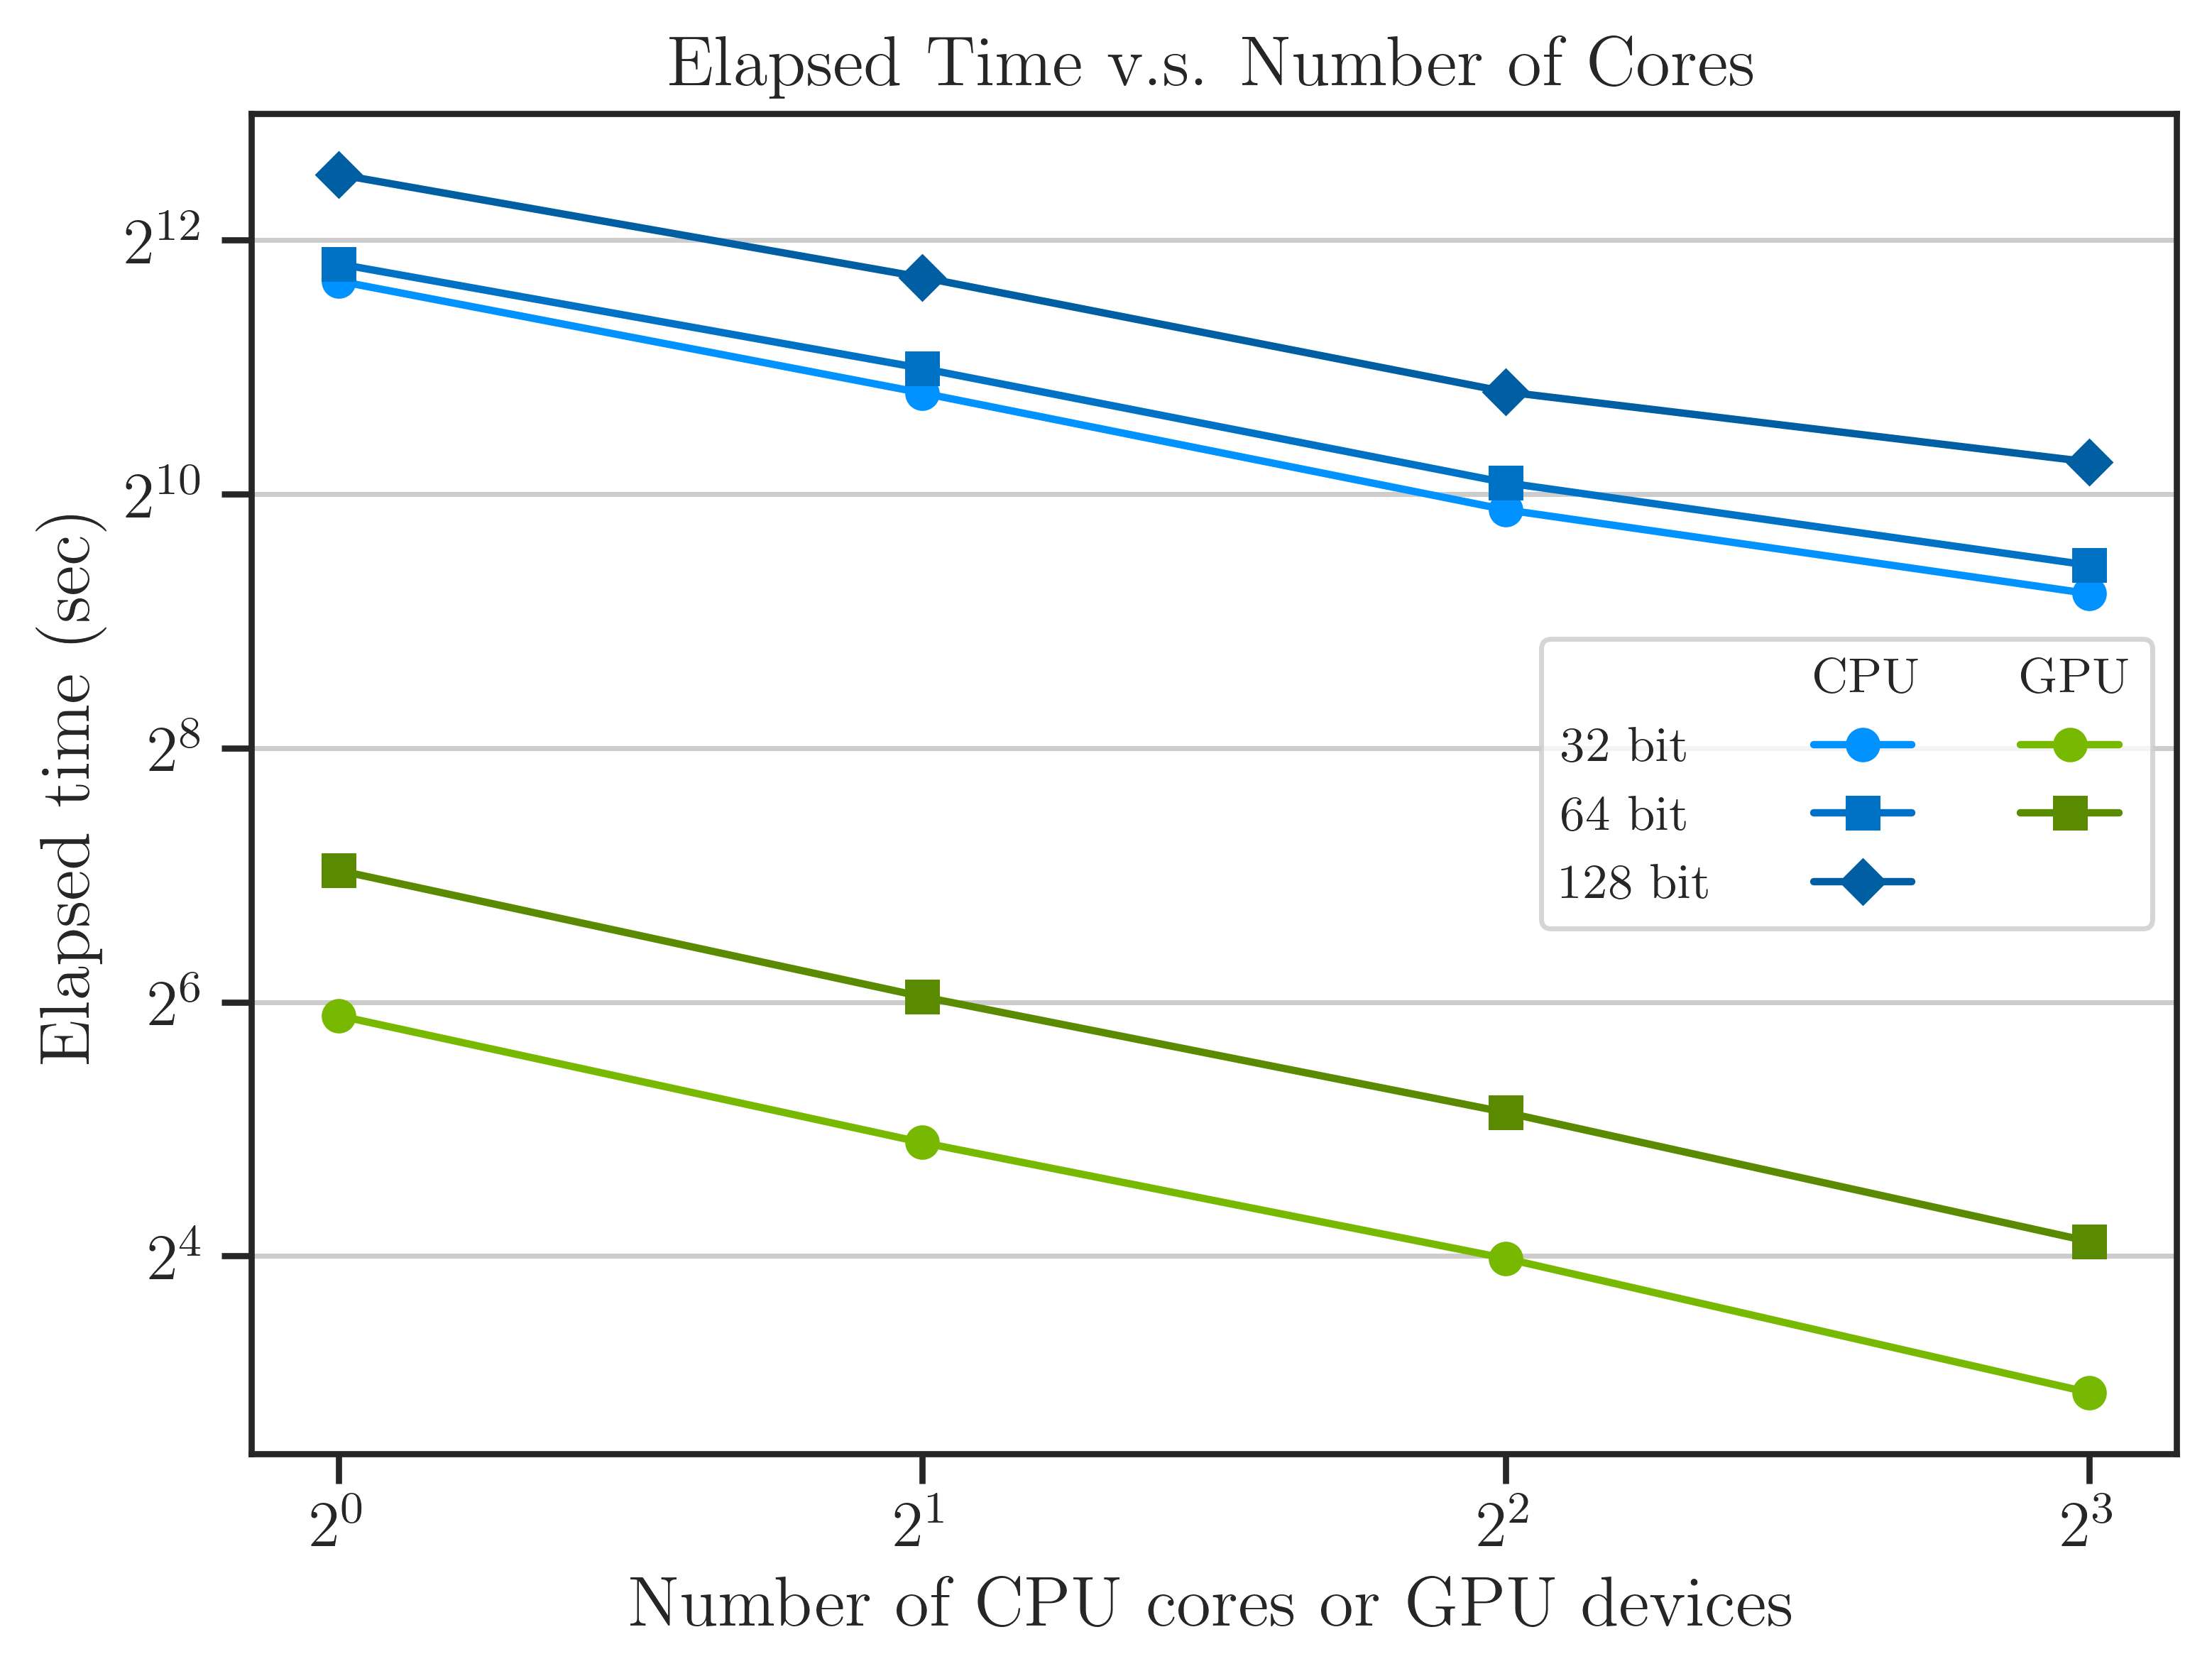 Elapsed Time v.s. Number of Cores
Elapsed time (sec)
2^12
2^10
2^8
2^6
2^4
CPU GPU
32 bit
64 bit
128 bit
2^0 2^1 2^2 2^3
Number of CPU cores or GPU devices